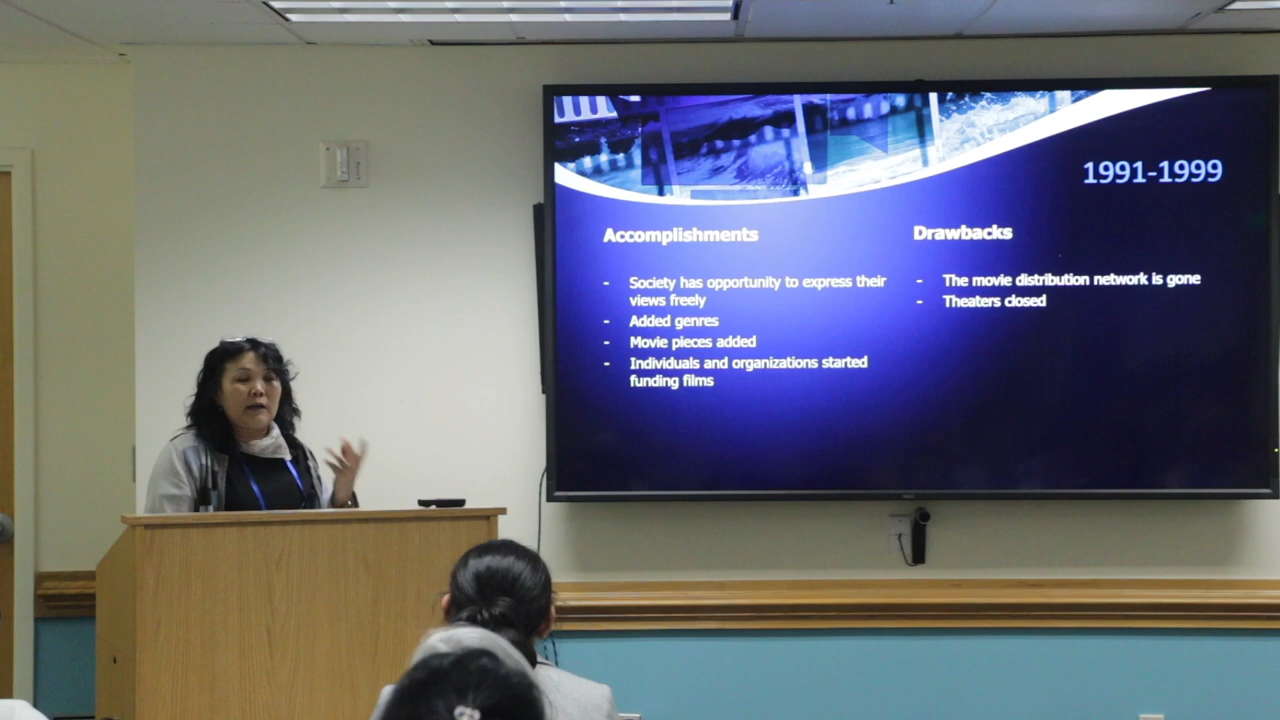 1991-1999
Accomplishments
- Society has opportunity to express their
views freely
- Added genres
- Movie pieces added
- Individuals and organizations started
funding films
Drawbacks
- The movie distribution network is gone
- Theaters closed